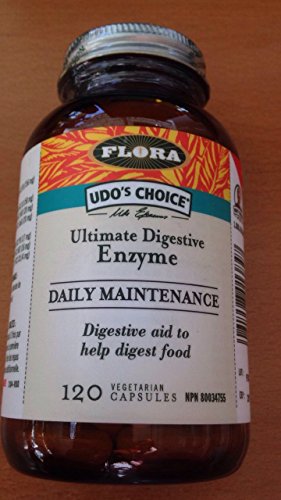 FLORA
UDO'S CHOICE
Ultimate Digestive
Enzyme
DAILY MAINTENANCE
Digestive aid to
help digest food
120 VEGETARIAN CAPSULES NPN 80034755